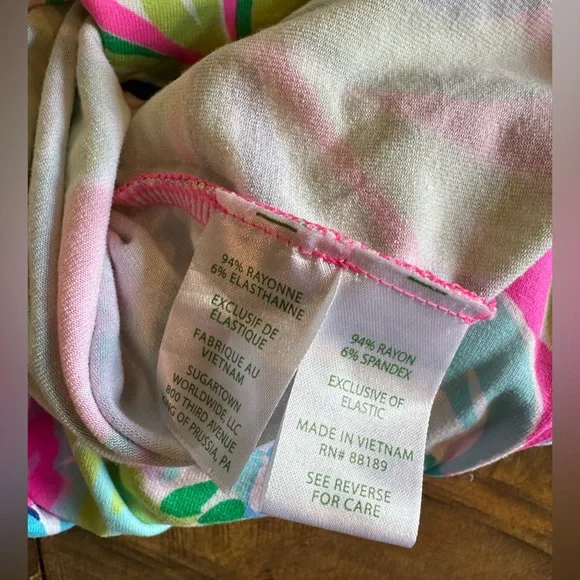 94% RAYONNE
6% ELASTHANNE
EXCLUSIF DE
ÉLASTIQUE
FABRIQUE AU
VIETNAM
SUGARTOWN
WORLDWIDE, LLC
800 THIRD AVENUE
KING OF PRUSSIA, PA
94% RAYON
6% SPANDEX
EXCLUSIVE OF
ELASTIC
MADE IN VIETNAM
RN# 88189
SEE REVERSE
FOR CARE